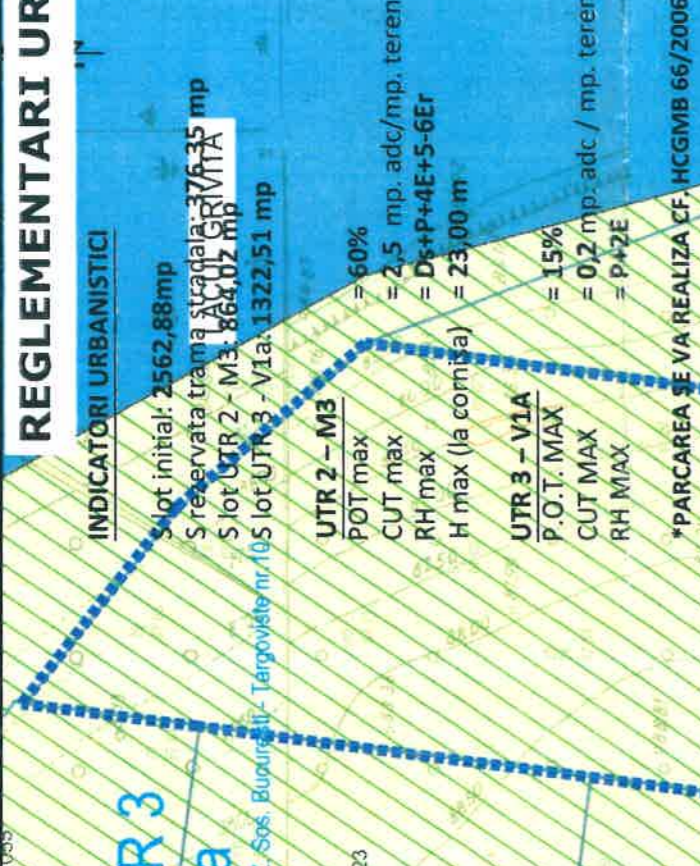 REGLEMENTARI UR
N
INDICATORI URBANISTICI
S lot initial: 2562,88mp
S rezervata trama stradala: 376,35 mp
LACUL GRIVITA
S lot UTR 2 - M3: 864,02 mp
S lot UTR 3 - V1a: 1322,51 mp
UTR 2 – M3
POT max = 60%
CUT max = 2,5 mp. adc/mp. teren
RH max = Ds+P+4E+5-6Er
H max (la cornisa) = 23,00 m
UTR 3 – V1A
P.O.T. MAX = 15%
CUT MAX = 0,2 mp. adc / mp. teren
RH MAX = P+2E
*PARCAREA SE VA REALIZA CF. HCGMB 66/2006
R 3
a
Sos. Bucuresti - Targoviste nr.10
23